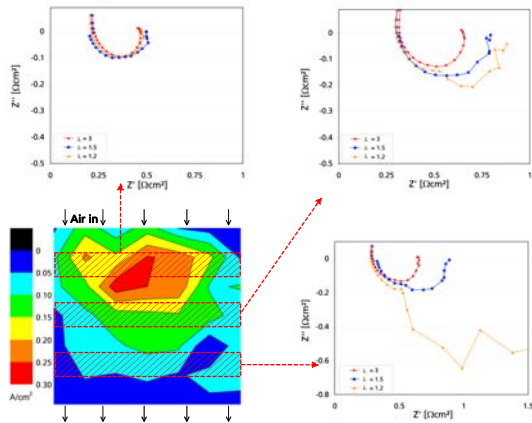 0
-0.1
-0.2
-0.3
-0.4
-0.5
Z'' [Ωcm²]
0
0.25
0.5
0.75
1
Z' [Ωcm²]
L = 3
L = 1.5
L = 1.2
0
-0.1
-0.2
-0.3
-0.4
-0.5
Z'' [Ωcm²]
0
0.25
0.5
0.75
1
Z' [Ωcm²]
L = 3
L = 1.5
L = 1.2
Air in
0
0.05
0.10
0.15
0.20
0.25
0.30
A/cm²
0
-0.2
-0.4
-0.6
-0.8
Z'' [Ωcm²]
0
0.5
1
1.5
Z' [Ωcm²]
L = 3
L = 1.5
L = 1.2